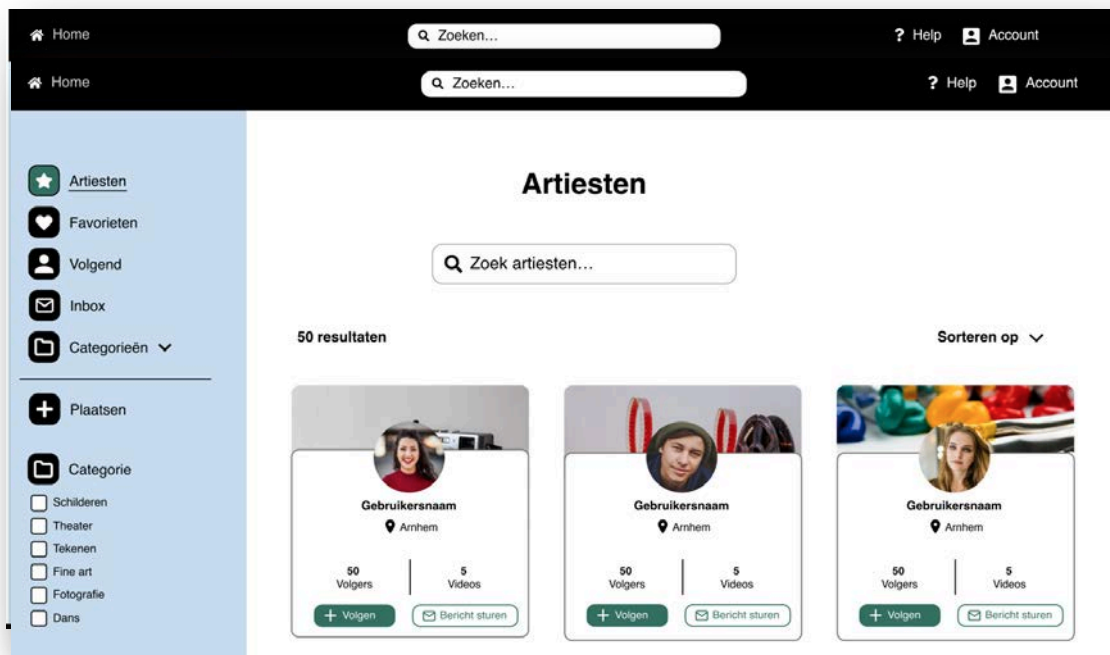 Home Zoeken... ? Help Account
Home Zoeken... ? Help Account
Artiesten
Favorieten
Volgend
Inbox
Categorieën
Plaatsen
Categorie
Schilderen
Theater
Tekenen
Fine art
Fotografie
Dans
Artiesten
Zoek artiesten...
50 resultaten Sorteren op
Gebruikersnaam
Arnhem
50 5
Volgers Videos
+ Volgen Bericht sturen
Gebruikersnaam
Arnhem
50 5
Volgers Videos
+ Volgen Bericht sturen
Gebruikersnaam
Arnhem
50 5
Volgers Videos
+ Volgen Bericht sturen